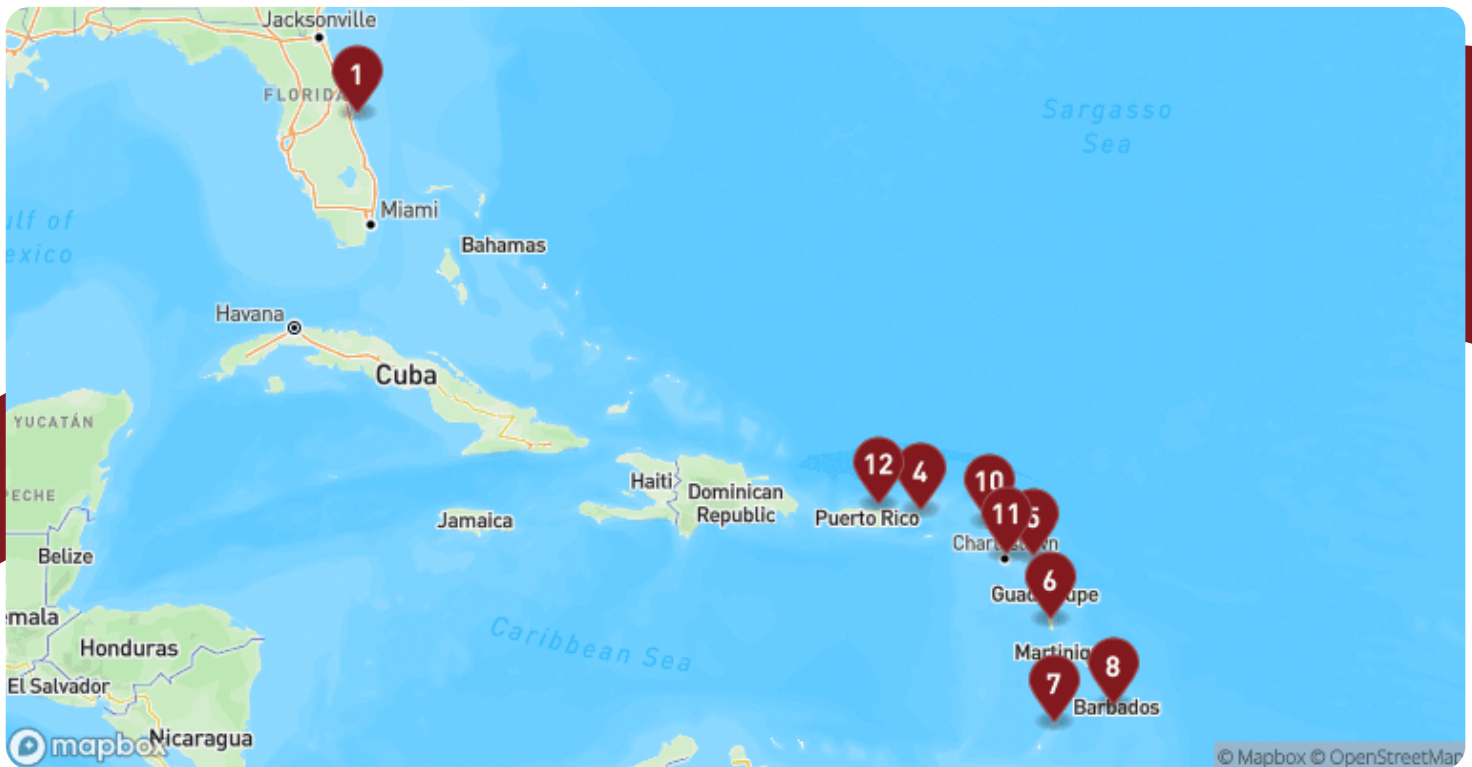 Jacksonville
1
FLORIDA
Sargasso
Sea
Miami
ulf of
exico
Bahamas
Havana
Cuba
YUCATÁN
12
4
10
Haiti
Dominican
Republic
PECHE
Puerto Rico
11
5
Jamaica
Belize
6
emala
Caribbean Sea
Honduras
8
7
El Salvador
Barbados
Nicaragua
mapbox
© Mapbox © OpenStreetMap